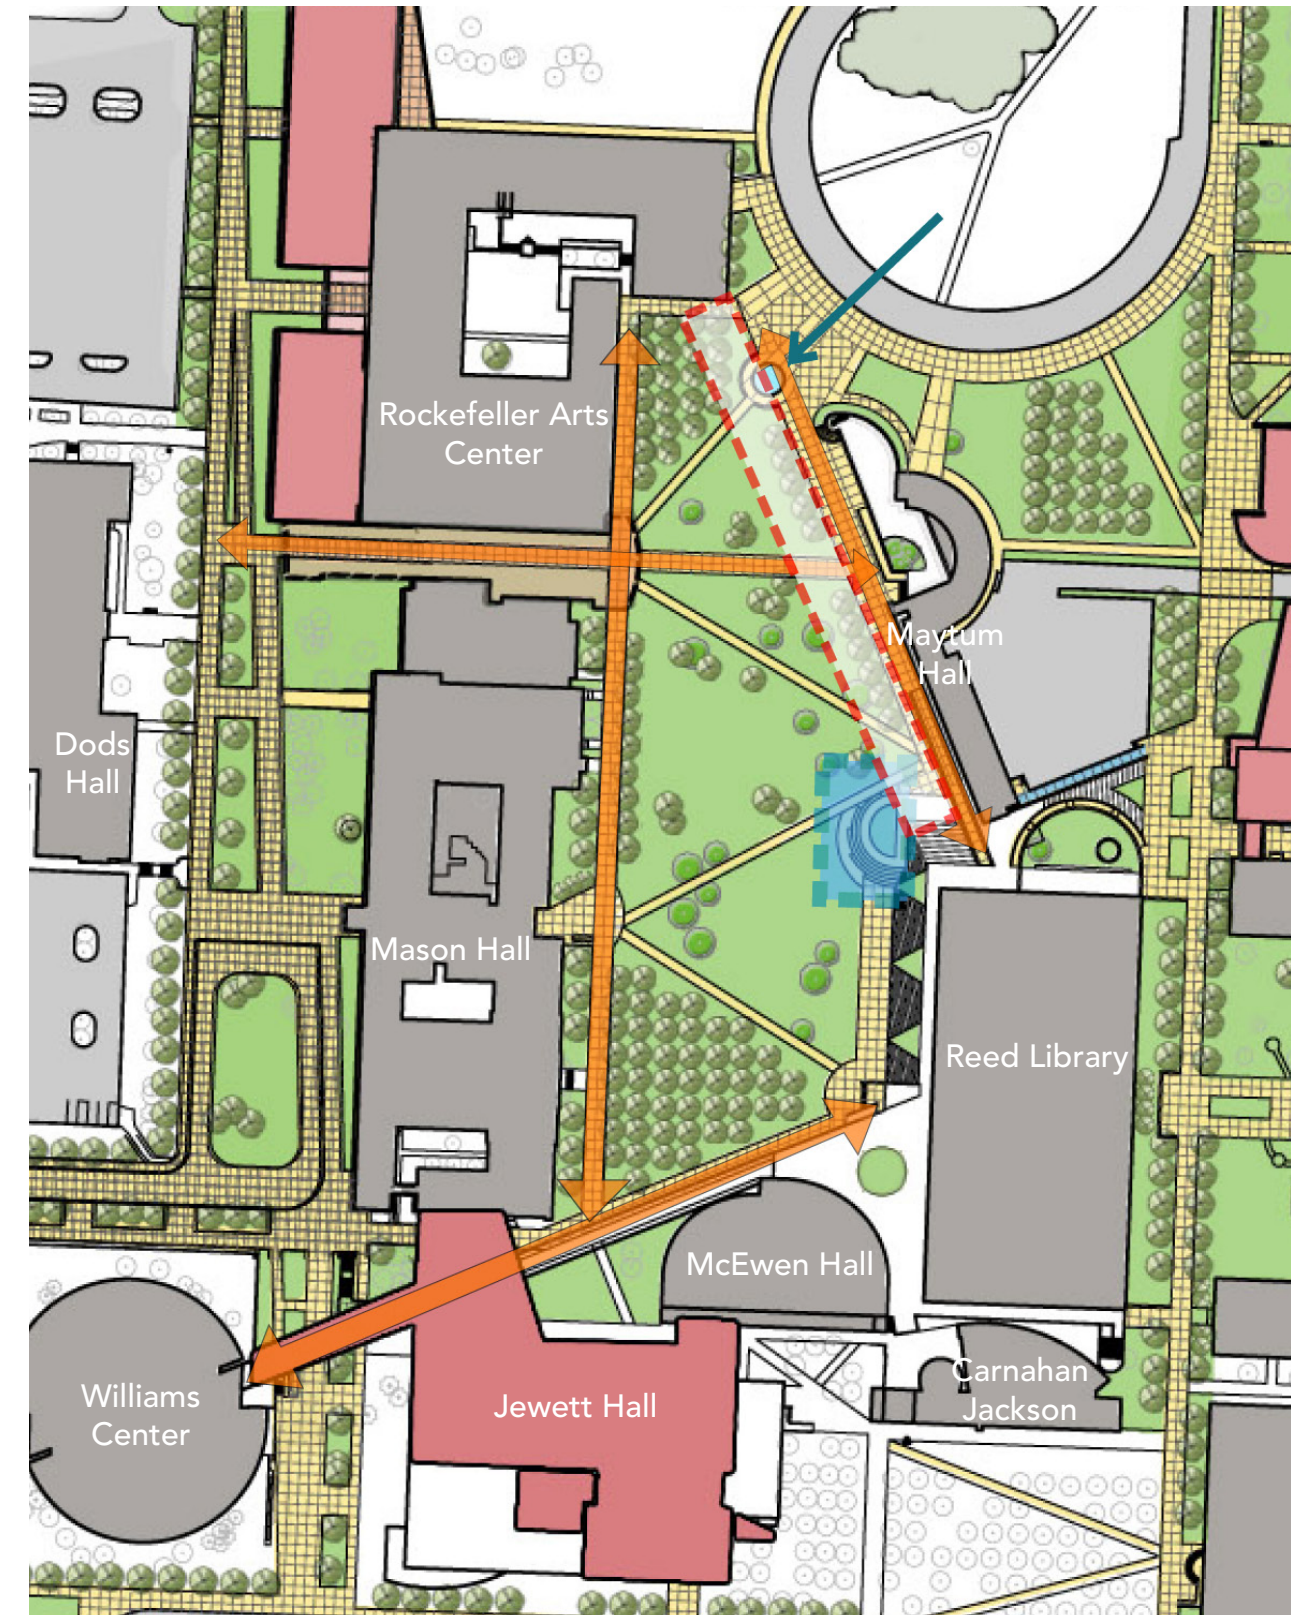 Rockefeller Arts
Center
Maytum
Hall
Dods
Hall
Mason Hall
Reed Library
McEwen Hall
Carnahan
Jackson
Williams
Center
Jewett Hall